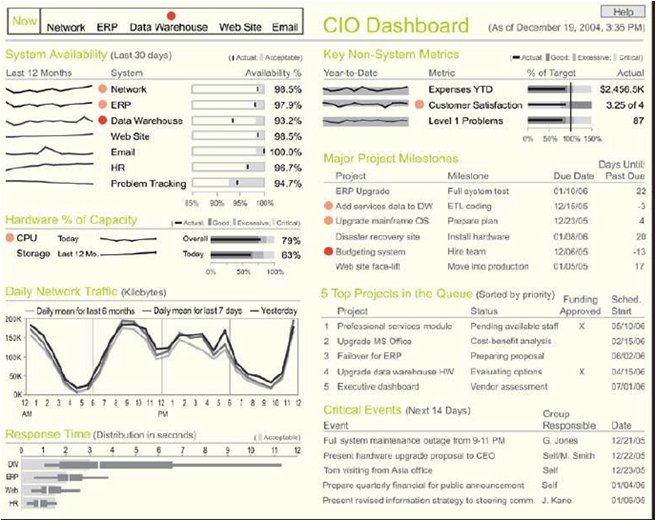 Now Network ERP Data Warehouse Web Site Email
CIO Dashboard (As of December 19, 2004, 3:35 PM)
Help
System Availability (Last 30 days)
(| Actual; Acceptable)
Last 12 Months System Availability %
Network 98.5%
ERP 97.9%
Data Warehouse 93.2%
Web Site 98.5%
Email 100.0%
HR 96.7%
Problem Tracking 94.7%
85% 90% 95% 100%
Hardware % of Capacity
(Actual; Good; Excessive; Critical)
CPU Today Overall 79%
Storage Last 12 Mo. Today 63%
0% 50% 100%
Daily Network Traffic (Kilobytes)
Daily mean for last 6 months Daily mean for last 7 days Yesterday
200K
150K
100K
50K
0K
12 1 2 3 4 5 6 7 8 9 10 11 12 1 2 3 4 5 6 7 8 9 10 11 12
AM PM
Response Time (Distribution in seconds)
(Acceptable)
0 1 2 3 4 5 6 7 8 9 10 11 12
DW
ERP
Web
HR
Key Non-System Metrics
(Actual; Good; Excessive; Critical)
Year-to-Date Metric % of Target Actual
Expenses YTD $2,456.5K
Customer Satisfaction 3.25 of 4
Level 1 Problems 87
0% 50% 100% 150%
Major Project Milestones
Days Until/
Project Milestone Due Date Past Due
ERP Upgrade Full system test 01/10/06 22
Add services data to DW ETL coding 12/16/05 -3
Upgrade mainframe OS Prepare plan 12/23/05 4
Disaster recovery site Install hardware 01/08/06 20
Budgeting system Hire team 12/06/05 -13
Web site face-lift Move into production 01/05/05 17
5 Top Projects in the Queue (Sorted by priority)
Funding Sched.
Project Status Approved Start
1 Professional services module Pending available staff X 05/10/06
2 Upgrade MS Office Cost-benefit analysis 02/15/06
3 Failover for ERP Preparing proposal 06/02/06
4 Upgrade data warehouse HW Evaluating options X 04/15/06
5 Executive dashboard Vendor assessment 07/01/06
Critical Events (Next 14 Days)
Group
Event Responsible Date
Full system maintenance outage from 9-11 PM G. Jones 12/21/05
Present hardware upgrade proposal to CEO Self/M. Smith 12/22/05
Tom visiting from Asia office Self 12/23/05
Prepare quarterly financial for public announcement Self 01/04/06
Present revised information strategy to steering comm. J. Kano 01/06/06